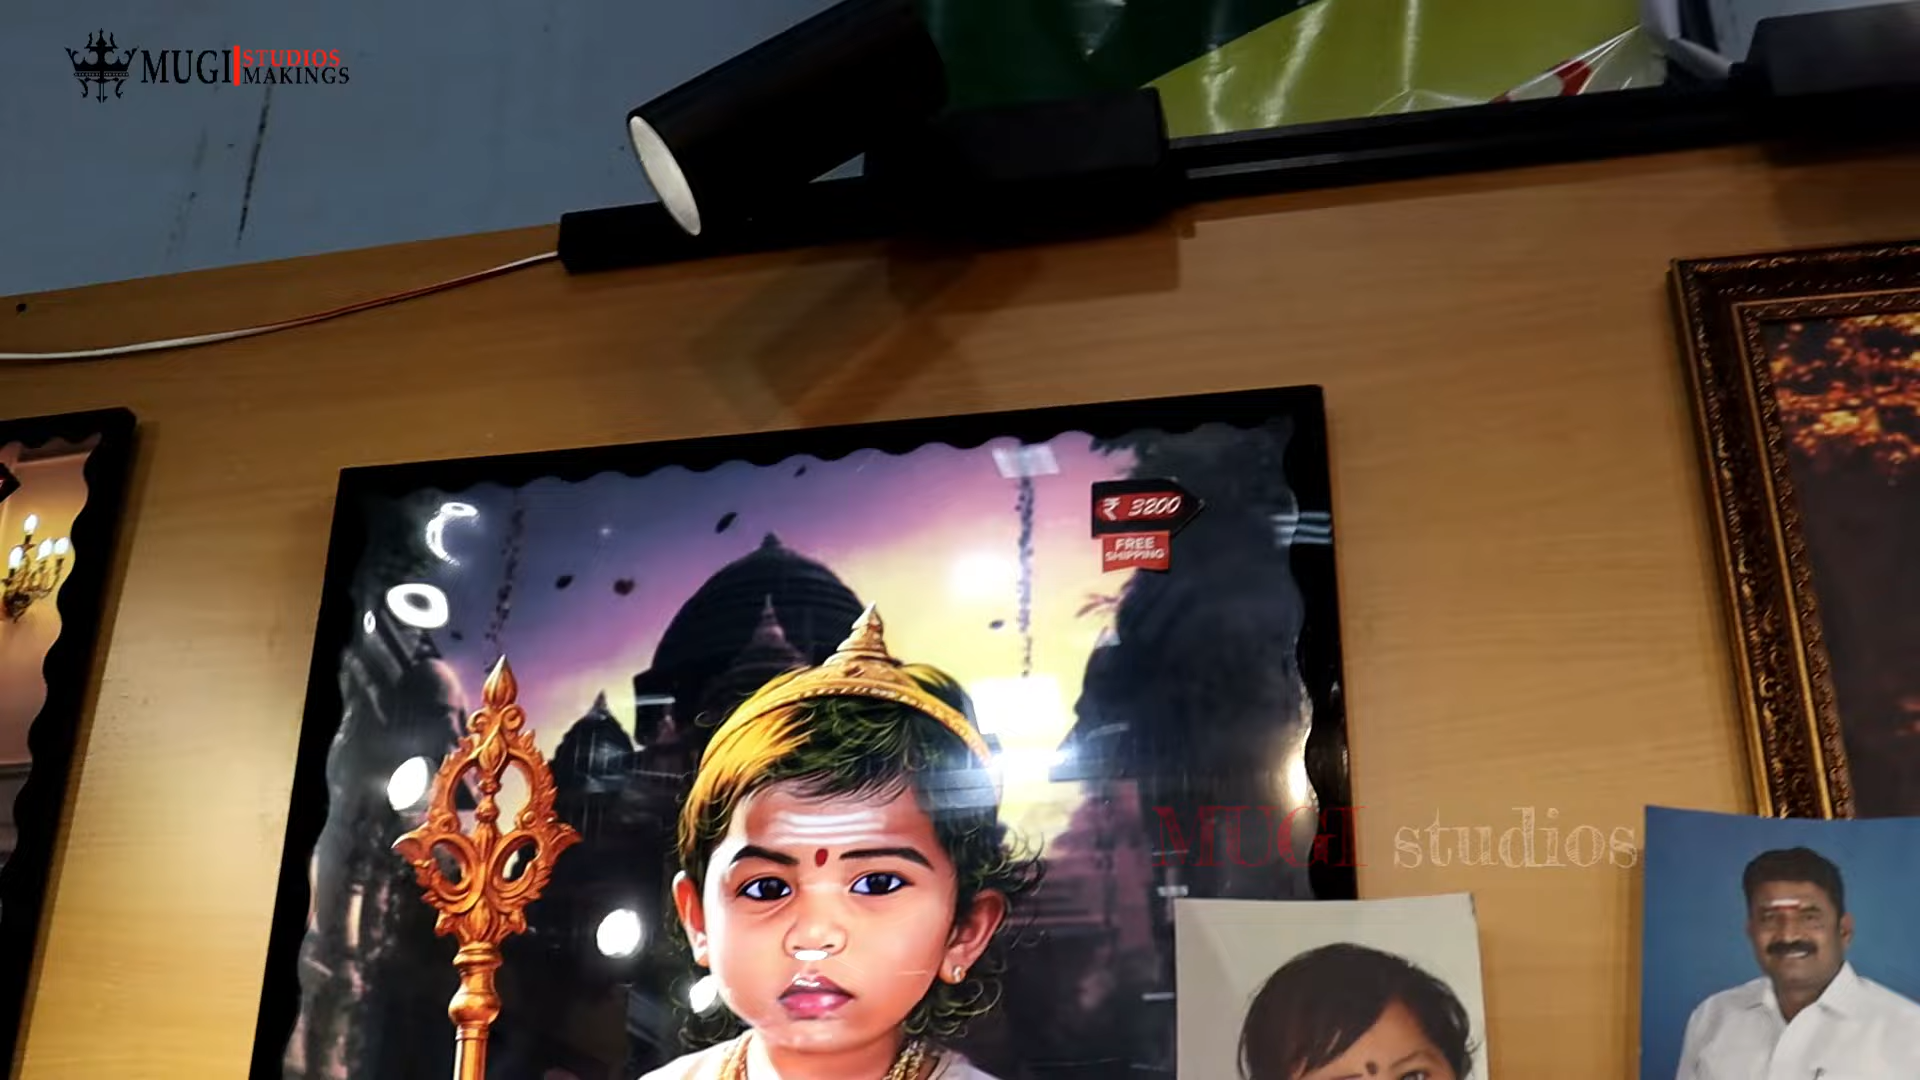 MUGI
STUDIOS
MAKINGS
₹ 3200
FREE
SHIPPING
MUGI studios